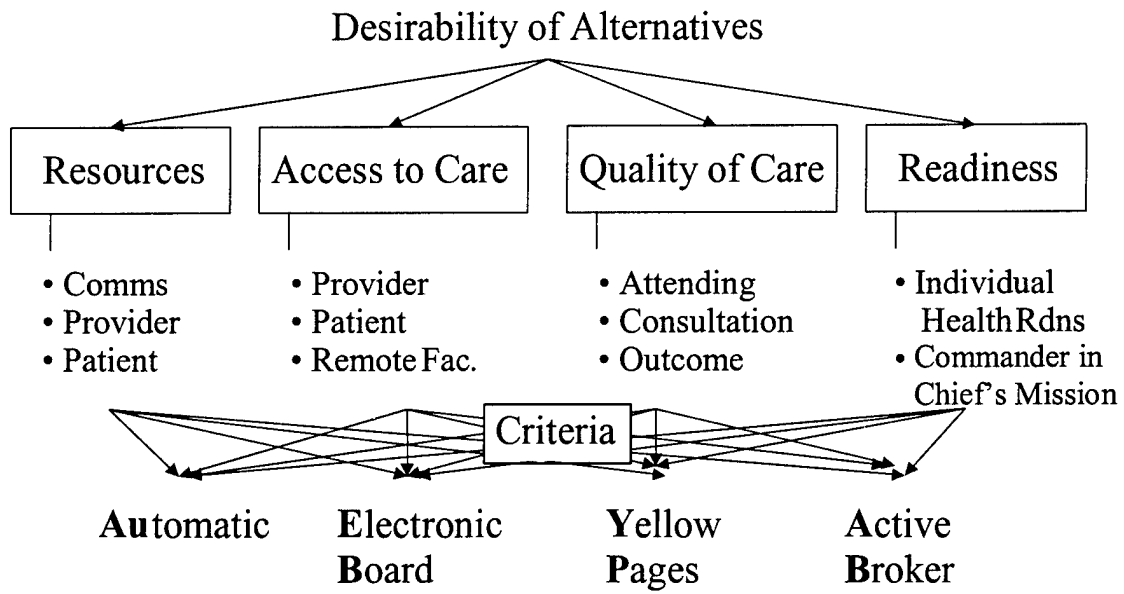 Desirability of Alternatives
Resources
Access to Care
Quality of Care
Readiness
• Comms
• Provider
• Patient
• Provider
• Patient
• Remote Fac.
• Attending
• Consultation
• Outcome
• Individual
Health Rdns
• Commander in
Chief's Mission
Criteria
Automatic
Electronic
Board
Yellow
Pages
Active
Broker